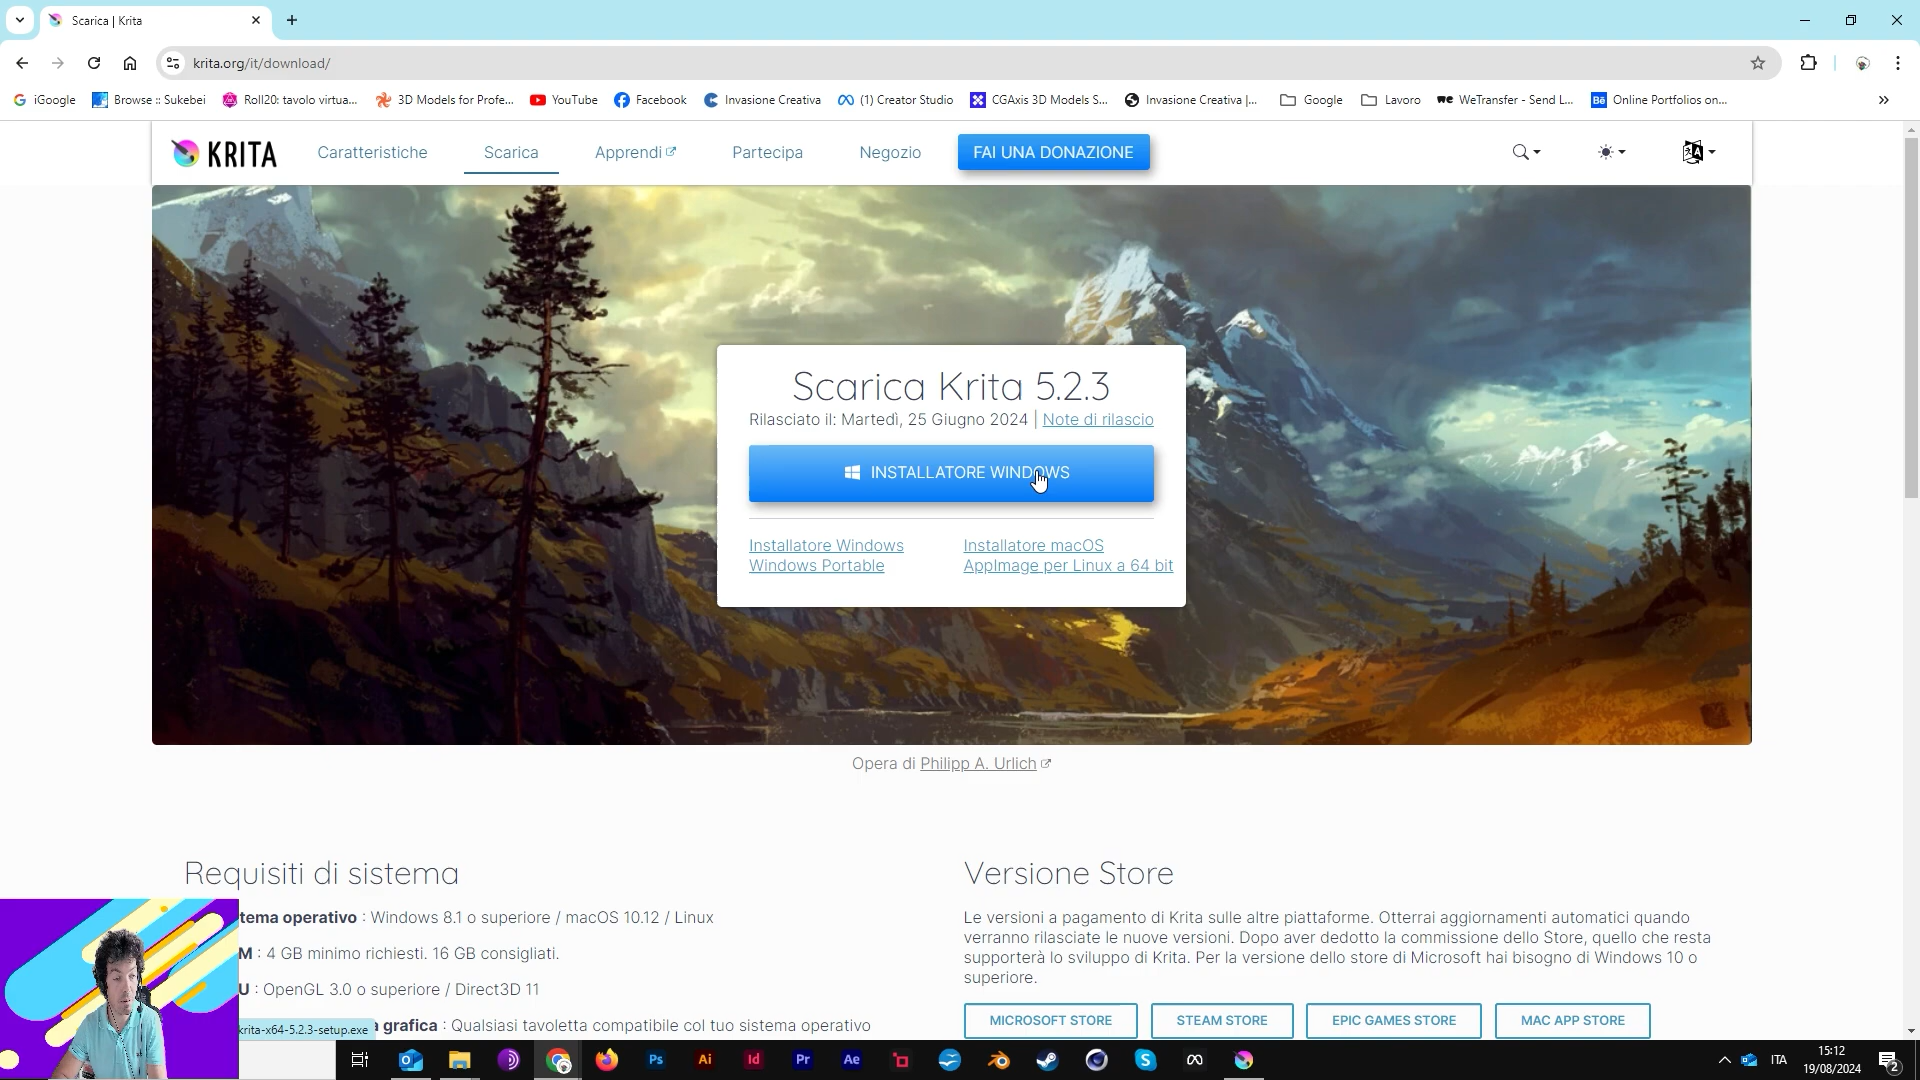 Scarica | Krita
krita.org/it/download/
iGoogle
Browse :: Sukebei
Roll20: tavolo virtua...
3D Models for Profe...
YouTube
Facebook
Invasione Creativa
(1) Creator Studio
CGAxis 3D Models S...
Invasione Creativa |...
Google
Lavoro
WeTransfer - Send L...
Online Portfolios on...
KRITA
Caratteristiche
Scarica
Apprendi
Partecipa
Negozio
FAI UNA DONAZIONE
Scarica Krita 5.2.3
Rilasciato il: Martedì, 25 Giugno 2024 | Note di rilascio
INSTALLATORE WINDOWS
Installatore Windows
Windows Portable
Installatore macOS
AppImage per Linux a 64 bit
Opera di Philipp A. Urlich
Requisiti di sistema
tema operativo : Windows 8.1 o superiore / macOS 10.12 / Linux
M : 4 GB minimo richiesti. 16 GB consigliati.
U : OpenGL 3.0 o superiore / Direct3D 11
a grafica : Qualsiasi tavoletta compatibile col tuo sistema operativo
krita-x64-5.2.3-setup.exe
Versione Store
Le versioni a pagamento di Krita sulle altre piattaforme. Otterrai aggiornamenti automatici quando
verranno rilasciate le nuove versioni. Dopo aver dedotto la commissione dello Store, quello che resta
supporterà lo sviluppo di Krita. Per la versione dello store di Microsoft hai bisogno di Windows 10 o
superiore.
MICROSOFT STORE
STEAM STORE
EPIC GAMES STORE
MAC APP STORE
Ps
Ai
Id
Pr
Ae
ITA
15:12
19/08/2024
2